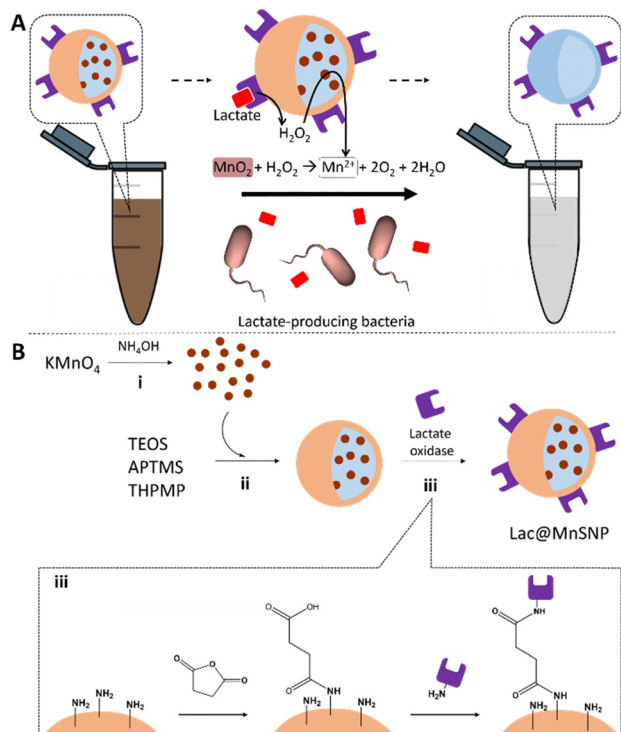 A
Lactate
H₂O₂
MnO₂ + H₂O₂ → Mn²⁺ + 2O₂ + 2H₂O
Lactate-producing bacteria
B
KMnO₄
NH₄OH
i
TEOS
APTMS
THPMP
ii
Lactate
oxidase
iii
Lac@MnSNP
iii
NH₂
NH₂
NH₂
O
O
O
O
OH
O
NH
NH₂
NH₂
H₂N
NH
O
O
NH
NH₂
NH₂